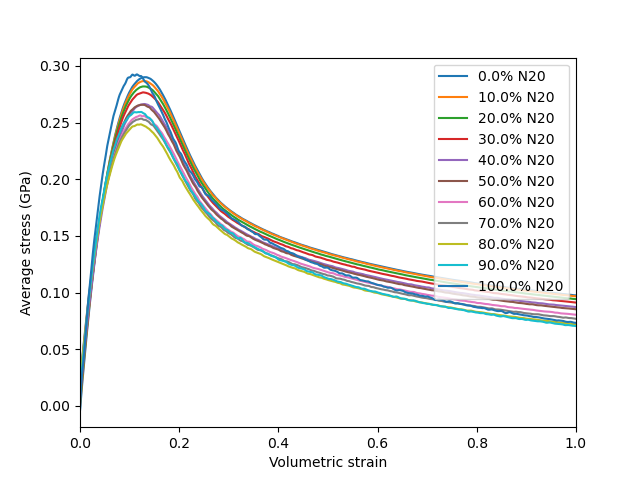 0.30
0.25
0.20
0.15
0.10
0.05
0.00
Average stress (GPa)
0.0% N20
10.0% N20
20.0% N20
30.0% N20
40.0% N20
50.0% N20
60.0% N20
70.0% N20
80.0% N20
90.0% N20
100.0% N20
0.0 0.2 0.4 0.6 0.8 1.0
Volumetric strain